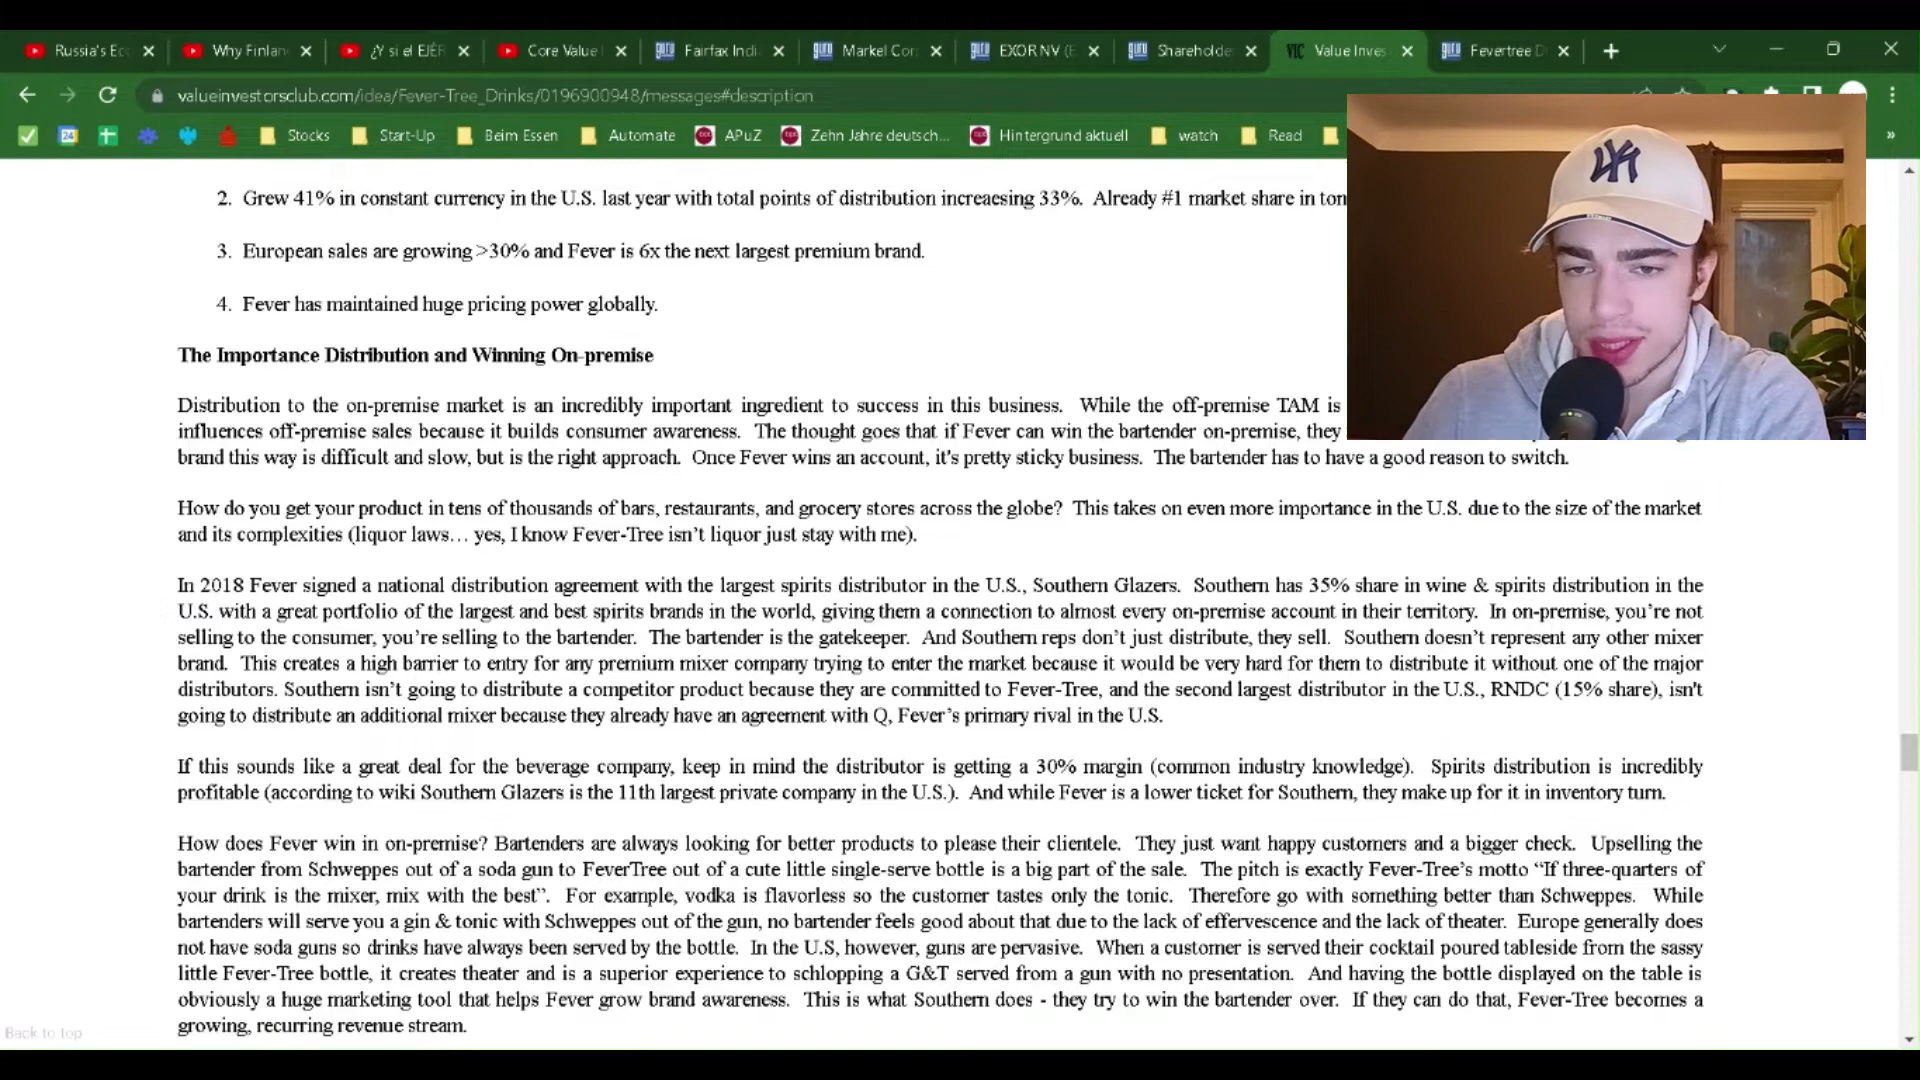 Russia's Ec
Why Finlan
¿Y si el EJÉR
Core Value
Fairfax Indi
Markel Cor
EXOR NV (E
Shareholde
VIC Value Inves
Fevertree D
valueinvestorsclub.com/idea/Fever-Tree_Drinks/0196900948/messages#description
24
Stocks
Start-Up
Beim Essen
Automate
APuZ
Zehn Jahre deutsch...
Hintergrund aktuell
watch
Read
2. Grew 41% in constant currency in the U.S. last year with total points of distribution increaesing 33%. Already #1 market share in ton
3. European sales are growing >30% and Fever is 6x the next largest premium brand.
4. Fever has maintained huge pricing power globally.
The Importance Distribution and Winning On-premise
Distribution to the on-premise market is an incredibly important ingredient to success in this business. While the off-premise TAM is
influences off-premise sales because it builds consumer awareness. The thought goes that if Fever can win the bartender on-premise, they
brand this way is difficult and slow, but is the right approach. Once Fever wins an account, it's pretty sticky business. The bartender has to have a good reason to switch.
How do you get your product in tens of thousands of bars, restaurants, and grocery stores across the globe? This takes on even more importance in the U.S. due to the size of the market
and its complexities (liquor laws… yes, I know Fever-Tree isn't liquor just stay with me).
In 2018 Fever signed a national distribution agreement with the largest spirits distributor in the U.S., Southern Glazers. Southern has 35% share in wine & spirits distribution in the
U.S. with a great portfolio of the largest and best spirits brands in the world, giving them a connection to almost every on-premise account in their territory. In on-premise, you're not
selling to the consumer, you're selling to the bartender. The bartender is the gatekeeper. And Southern reps don't just distribute, they sell. Southern doesn't represent any other mixer
brand. This creates a high barrier to entry for any premium mixer company trying to enter the market because it would be very hard for them to distribute it without one of the major
distributors. Southern isn't going to distribute a competitor product because they are committed to Fever-Tree, and the second largest distributor in the U.S., RNDC (15% share), isn't
going to distribute an additional mixer because they already have an agreement with Q, Fever's primary rival in the U.S.
If this sounds like a great deal for the beverage company, keep in mind the distributor is getting a 30% margin (common industry knowledge). Spirits distribution is incredibly
profitable (according to wiki Southern Glazers is the 11th largest private company in the U.S.). And while Fever is a lower ticket for Southern, they make up for it in inventory turn.
How does Fever win in on-premise? Bartenders are always looking for better products to please their clientele. They just want happy customers and a bigger check. Upselling the
bartender from Schweppes out of a soda gun to FeverTree out of a cute little single-serve bottle is a big part of the sale. The pitch is exactly Fever-Tree's motto “If three-quarters of
your drink is the mixer, mix with the best”. For example, vodka is flavorless so the customer tastes only the tonic. Therefore go with something better than Schweppes. While
bartenders will serve you a gin & tonic with Schweppes out of the gun, no bartender feels good about that due to the lack of effervescence and the lack of theater. Europe generally does
not have soda guns so drinks have always been served by the bottle. In the U.S, however, guns are pervasive. When a customer is served their cocktail poured tableside from the sassy
little Fever-Tree bottle, it creates theater and is a superior experience to schlopping a G&T served from a gun with no presentation. And having the bottle displayed on the table is
obviously a huge marketing tool that helps Fever grow brand awareness. This is what Southern does - they try to win the bartender over. If they can do that, Fever-Tree becomes a
growing, recurring revenue stream.
Back to top